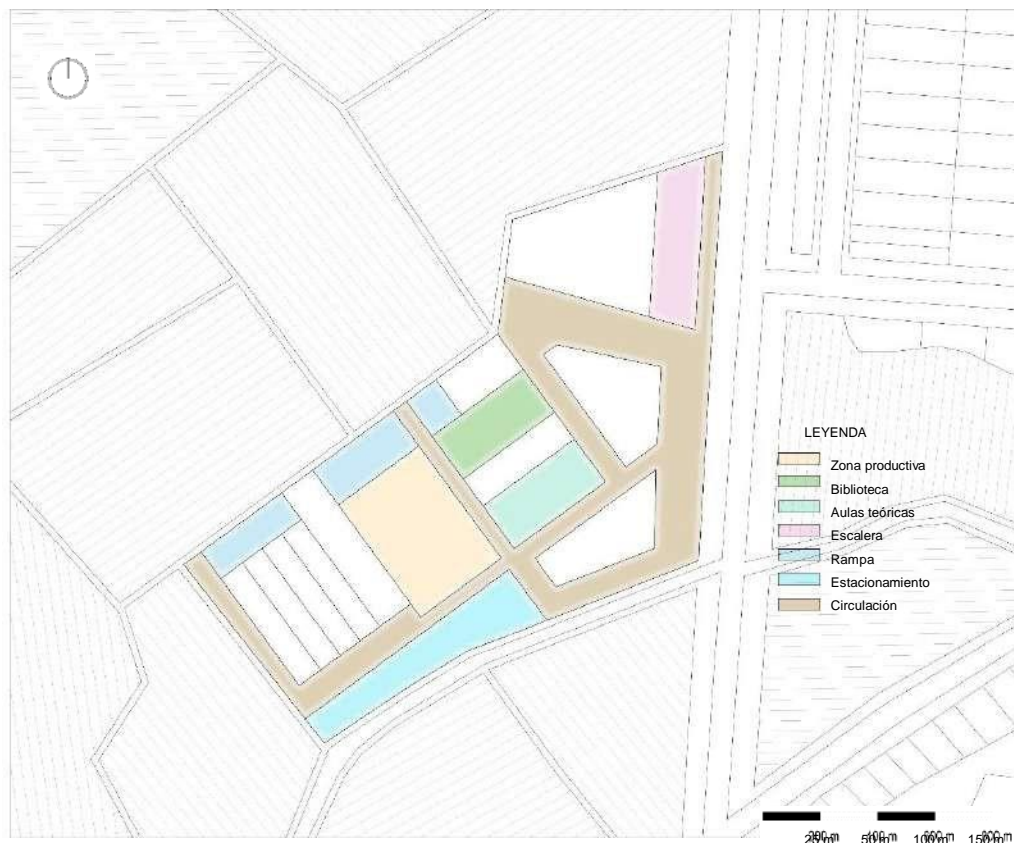 LEYENDA
Zona productiva
Biblioteca
Aulas teóricas
Escalera
Rampa
Estacionamiento
Circulación